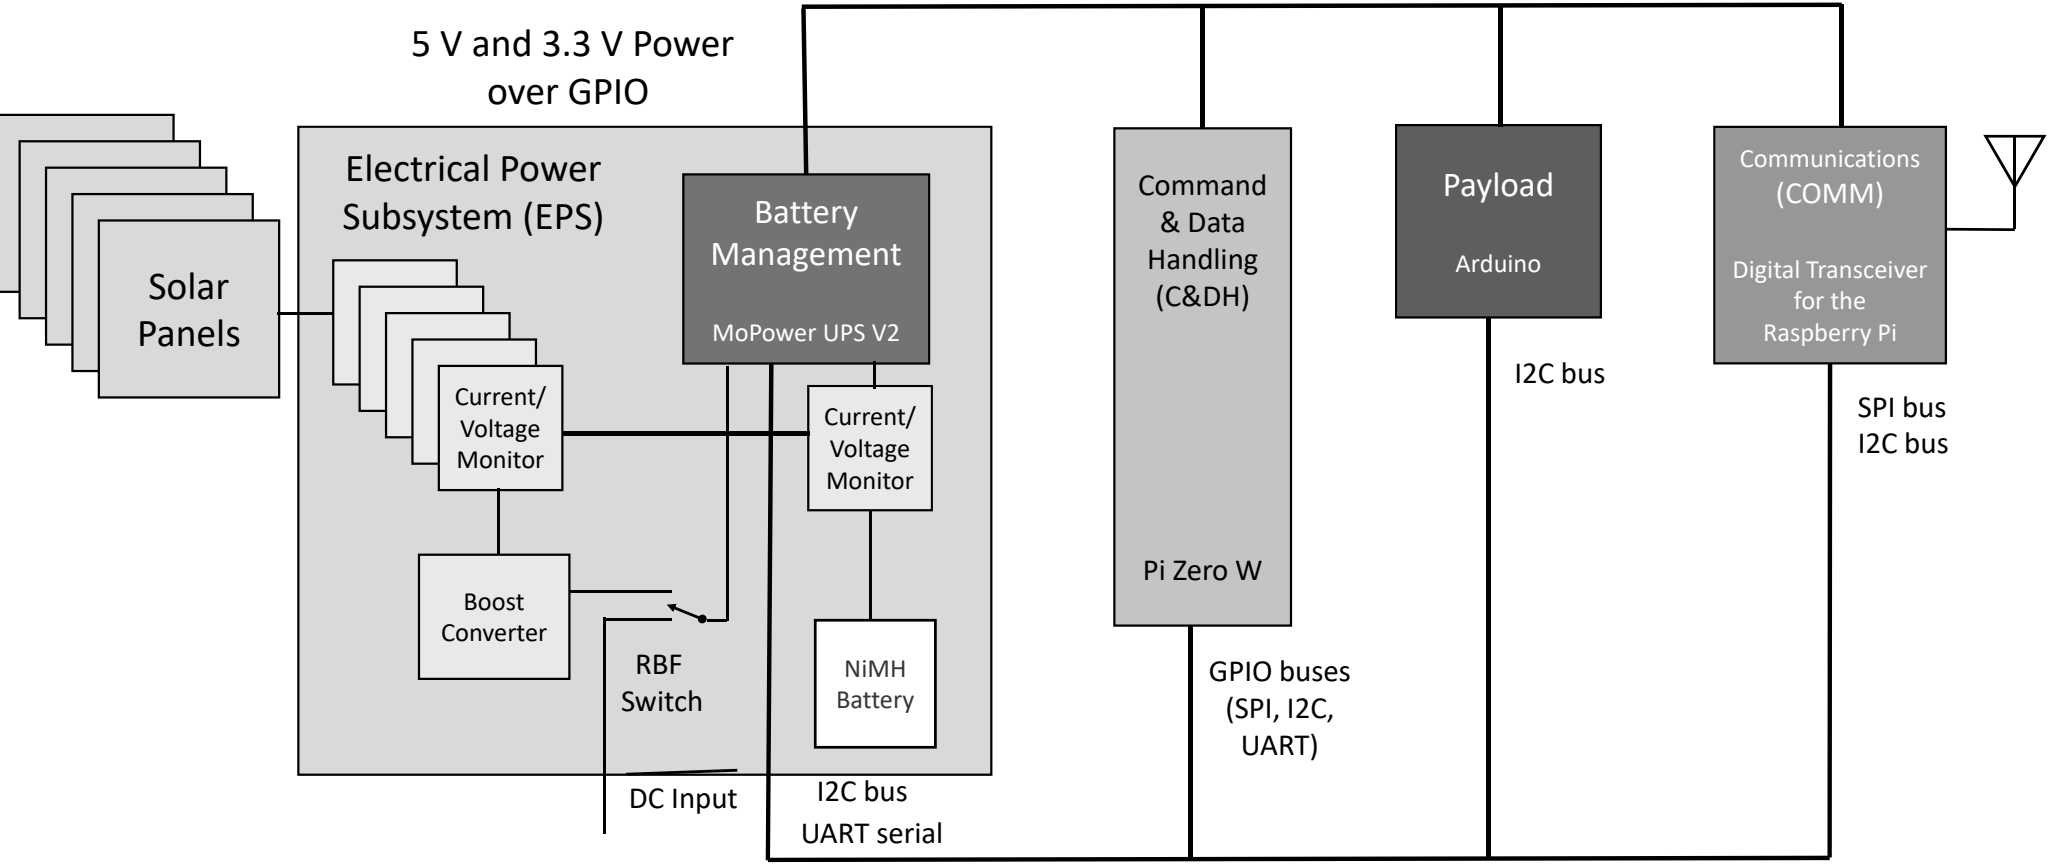 5 V and 3.3 V Power
over GPIO
Solar
Panels
Electrical Power
Subsystem (EPS)
Battery
Management
MoPower UPS V2
Current/
Voltage
Monitor
Current/
Voltage
Monitor
Boost
Converter
RBF
Switch
NiMH
Battery
DC Input
I2C bus
UART serial
Command
& Data
Handling
(C&DH)
Pi Zero W
GPIO buses
(SPI, I2C,
UART)
Payload
Arduino
I2C bus
Communications
(COMM)
Digital Transceiver
for the
Raspberry Pi
SPI bus
I2C bus